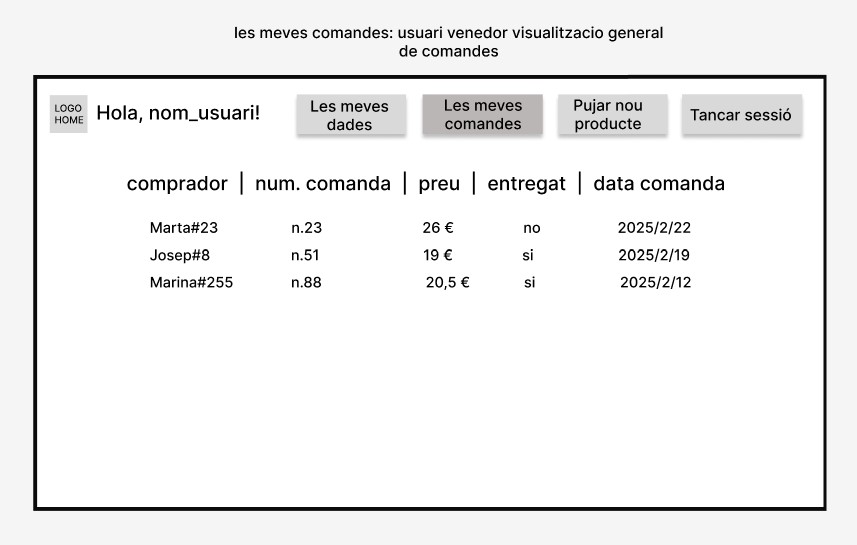 les meves comandes: usuari venedor visualitzacio general
de comandes
LOGO
HOME
Hola, nom_usuari!
Les meves
dades
Les meves
comandes
Pujar nou
producte
Tancar sessió
comprador | num. comanda | preu | entregat | data comanda
Marta#23 n.23 26 € no 2025/2/22
Josep#8 n.51 19 € si 2025/2/19
Marina#255 n.88 20,5 € si 2025/2/12